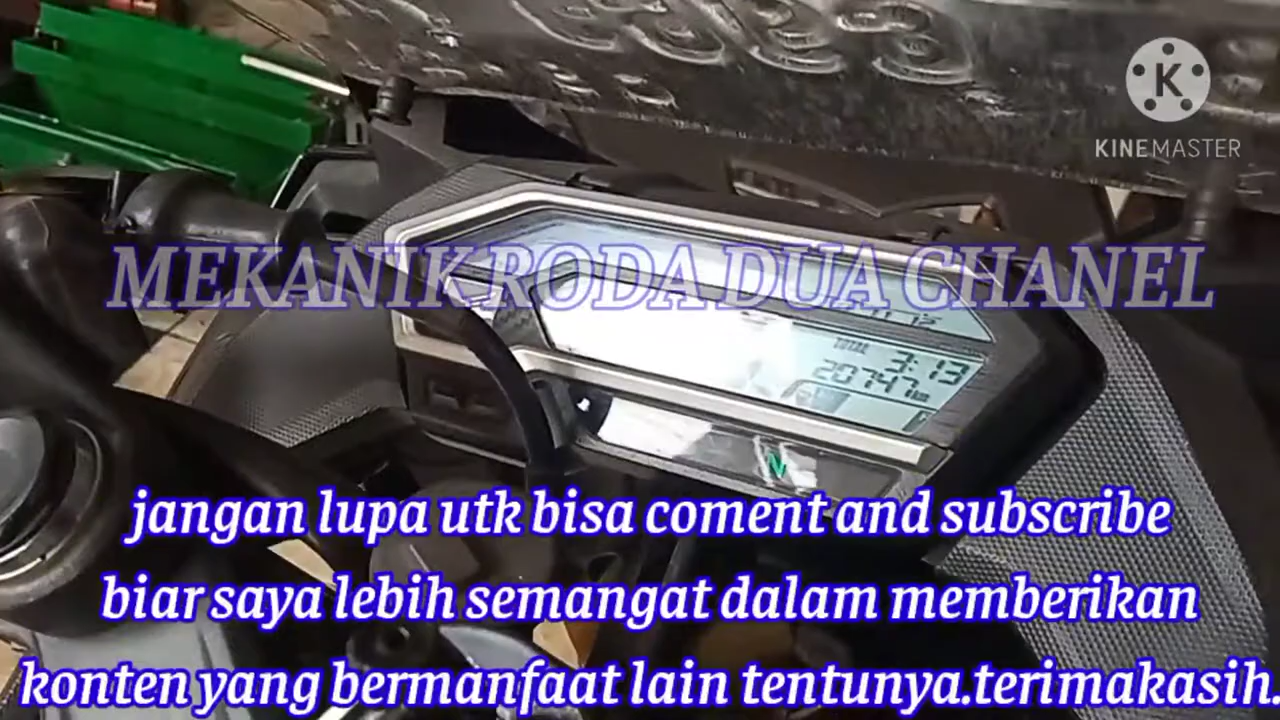 K
KINEMASTER
MEKANIK RODA DUA CHANEL
TOTAL
3:13
20747 km
N
jangan lupa utk bisa coment and subscribe
biar saya lebih semangat dalam memberikan
konten yang bermanfaat lain tentunya.terimakasih.